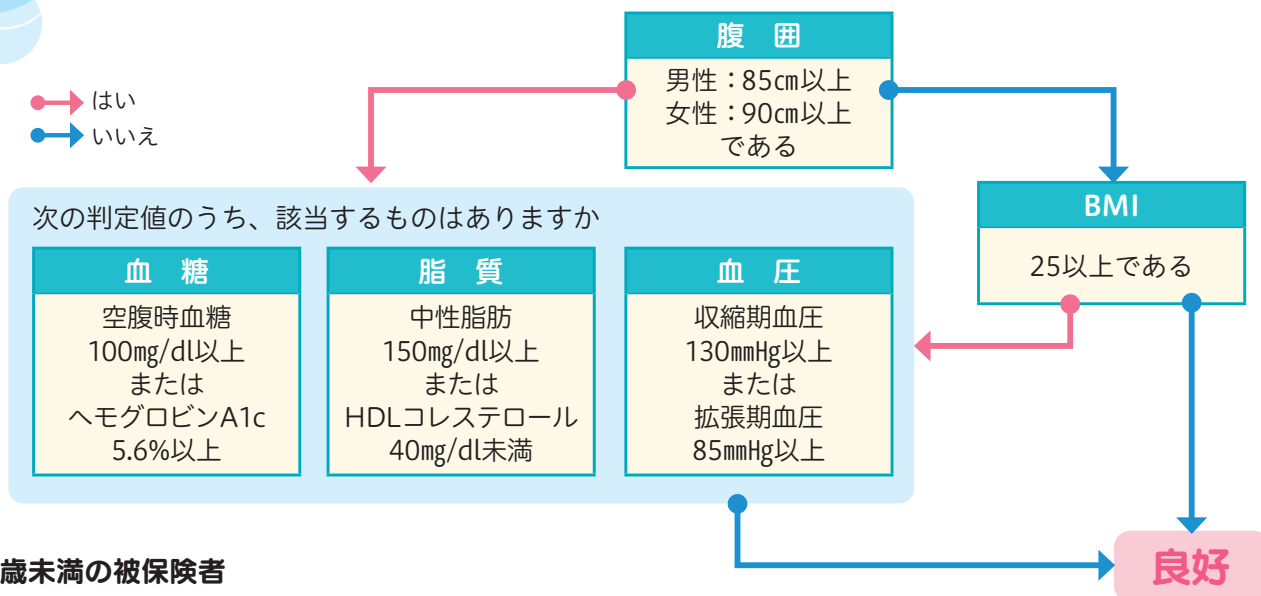 腹 囲
男性：85㎝以上
女性：90㎝以上
である
はい
いいえ
次の判定値のうち、該当するものはありますか
血 糖
空腹時血糖
100㎎/dl以上
または
ヘモグロビンA1c
5.6%以上
脂 質
中性脂肪
150㎎/dl以上
または
HDLコレステロール
40㎎/dl未満
血 圧
収縮期血圧
130㎜Hg以上
または
拡張期血圧
85㎜Hg以上
BMI
25以上である
良好
歳未満の被保険者